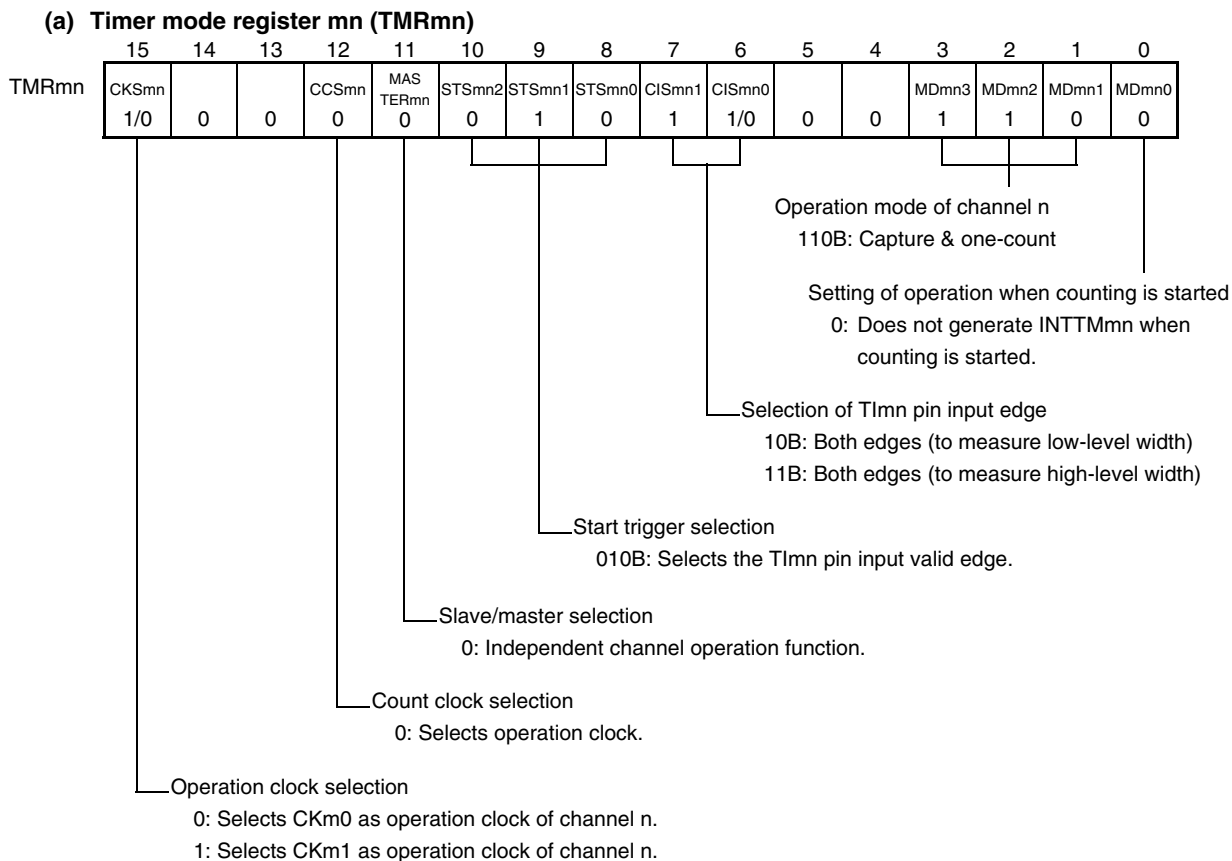 (a) Timer mode register mn (TMRmn)
15 14 13 12 11 10 9 8 7 6 5 4 3 2 1 0
TMRmn CKSmn CCSmn MAS TERmn STSmn2 STSmn1 STSmn0 CISmn1 CISmn0 MDmn3 MDmn2 MDmn1 MDmn0
1/0 0 0 0 0 0 1 0 1 1/0 0 0 1 1 0 0
Operation mode of channel n
110B: Capture & one-count
Setting of operation when counting is started
0: Does not generate INTTMmn when
counting is started.
Selection of TImn pin input edge
10B: Both edges (to measure low-level width)
11B: Both edges (to measure high-level width)
Start trigger selection
010B: Selects the TImn pin input valid edge.
Slave/master selection
0: Independent channel operation function.
Count clock selection
0: Selects operation clock.
Operation clock selection
0: Selects CKm0 as operation clock of channel n.
1: Selects CKm1 as operation clock of channel n.